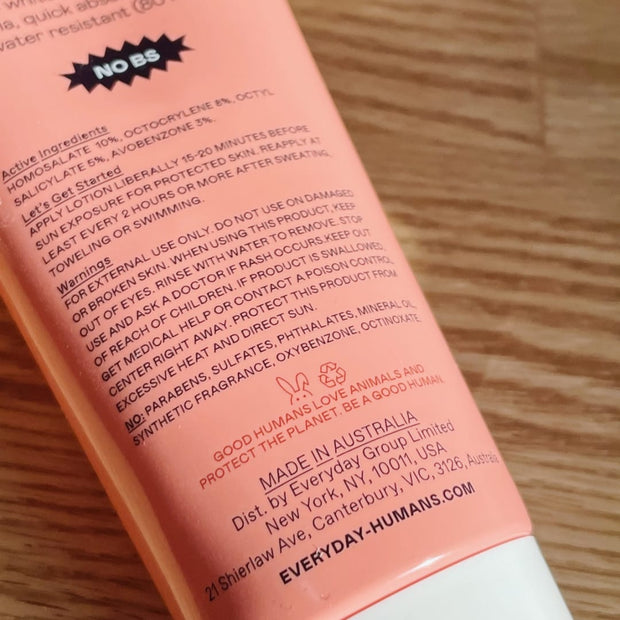 quick
water resistant (80
NO BS
Active Ingredients
HOMOSALATE 10%, OCTOCRYLENE 8%, OCTYL
SALICYLATE 5%, AVOBENZONE 3%.
Let's Get Started
APPLY LOTION LIBERALLY 15-20 MINUTES BEFORE
SUN EXPOSURE FOR PROTECTED SKIN. REAPPLY AT
LEAST EVERY 2 HOURS OR MORE AFTER SWEATING,
TOWELING OR SWIMMING.
Warnings
FOR EXTERNAL USE ONLY. DO NOT USE ON DAMAGED
OR BROKEN SKIN. WHEN USING THIS PRODUCT, KEEP
OUT OF EYES. RINSE WITH WATER TO REMOVE. STOP
USE AND ASK A DOCTOR IF RASH OCCURS. KEEP OUT
OF REACH OF CHILDREN. IF PRODUCT IS SWALLOWED,
GET MEDICAL HELP OR CONTACT A POISON CONTROL
CENTER RIGHT AWAY. PROTECT THIS PRODUCT FROM
EXCESSIVE HEAT AND DIRECT SUN.
NO: PARABENS, SULFATES, PHTHALATES, MINERAL OIL,
SYNTHETIC FRAGRANCE, OXYBENZONE, OCTINOXATE
GOOD HUMANS LOVE ANIMALS AND
PROTECT THE PLANET. BE A GOOD HUMAN.
MADE IN AUSTRALIA
Dist. by Everyday Group Limited
New York, NY, 10011, USA
21 Shierlaw Ave, Canterbury, VIC, 3126, Australia
EVERYDAY-HUMANS.COM